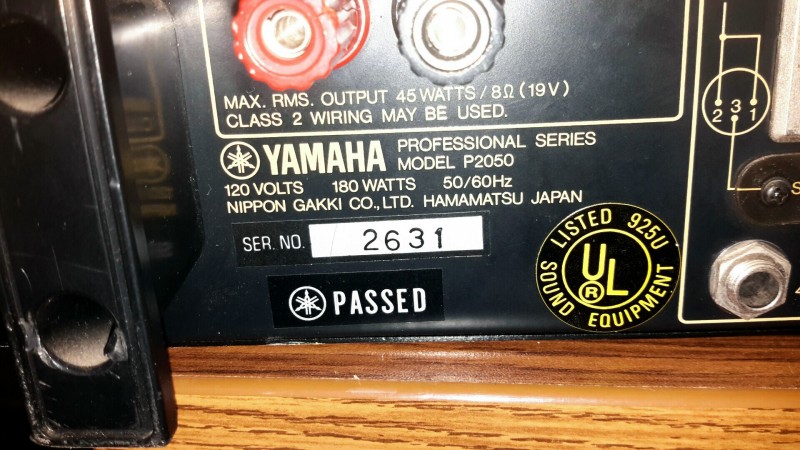 MAX. RMS. OUTPUT 45 WATTS / 8Ω (19V)
CLASS 2 WIRING MAY BE USED.
YAMAHA
PROFESSIONAL SERIES
MODEL P2050
120 VOLTS 180 WATTS 50/60Hz
NIPPON GAKKI CO., LTD. HAMAMATSU JAPAN
SER. NO. 2631
PASSED
LISTED 925U
UL
®
SOUND EQUIPMENT
2 3 1
S
4